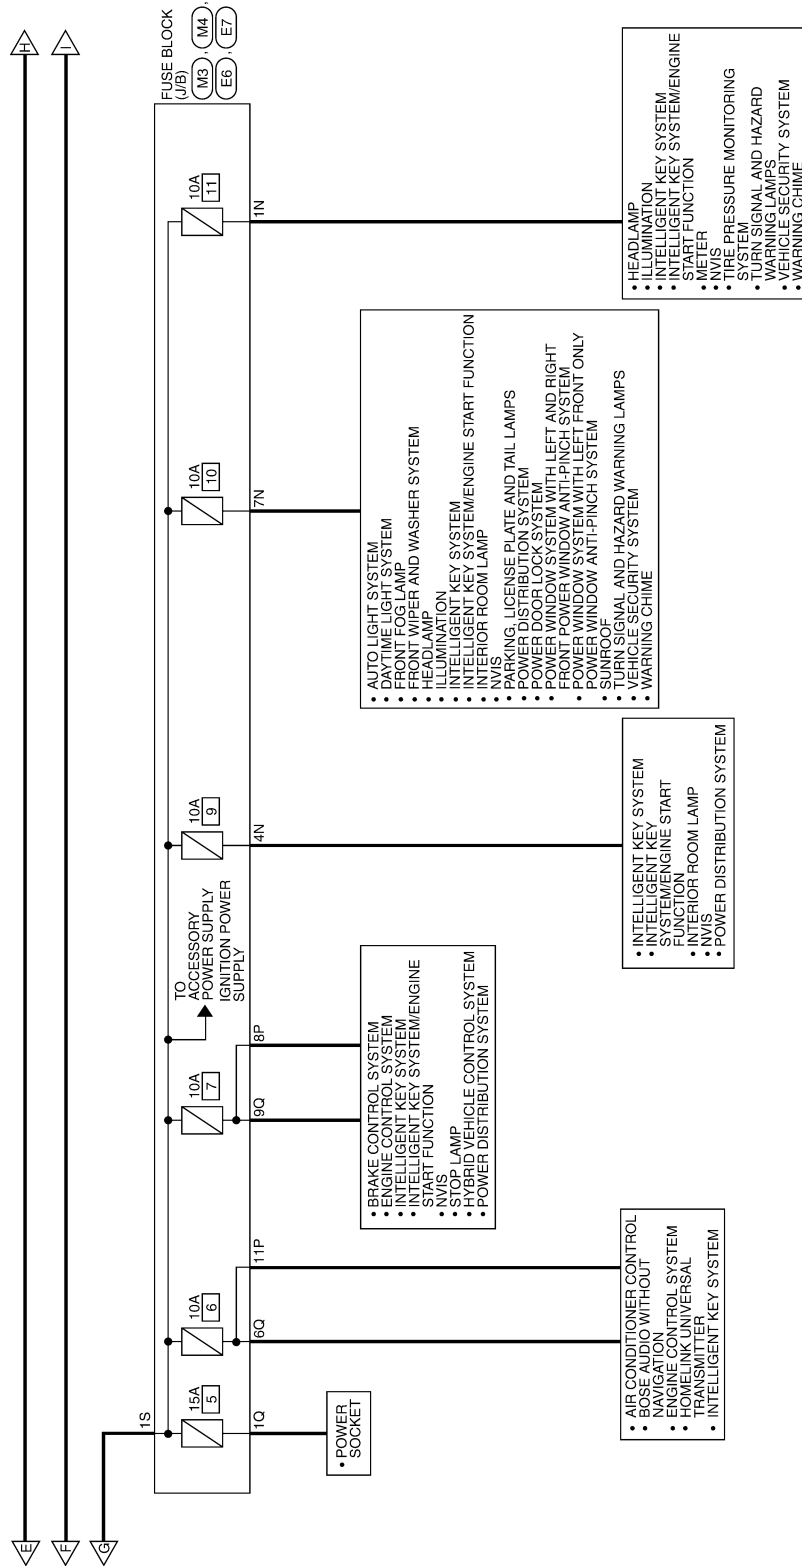 E
H
F
I
G
FUSE BLOCK
(J/B)
M3 , M4 ,
E6 , E7
1S
15A
5
10A
6
10A
7
TO
ACCESSORY
POWER SUPPLY
IGNITION POWER
SUPPLY
10A
9
10A
10
10A
11
1Q
6Q
11P
9Q
8P
4N
7N
1N
• POWER
SOCKET
• AIR CONDITIONER CONTROL
• BOSE AUDIO WITHOUT
NAVIGATION
• ENGINE CONTROL SYSTEM
• HOMELINK UNIVERSAL
TRANSMITTER
• INTELLIGENT KEY SYSTEM
• BRAKE CONTROL SYSTEM
• ENGINE CONTROL SYSTEM
• INTELLIGENT KEY SYSTEM
• INTELLIGENT KEY SYSTEM/ENGINE
START FUNCTION
• NVIS
• STOP LAMP
• HYBRID VEHICLE CONTROL SYSTEM
• POWER DISTRIBUTION SYSTEM
• INTELLIGENT KEY SYSTEM
• INTELLIGENT KEY
SYSTEM/ENGINE START
FUNCTION
• INTERIOR ROOM LAMP
• NVIS
• POWER DISTRIBUTION SYSTEM
• AUTO LIGHT SYSTEM
• DAYTIME LIGHT SYSTEM
• FRONT FOG LAMP
• FRONT WIPER AND WASHER SYSTEM
• HEADLAMP
• ILLUMINATION
• INTELLIGENT KEY SYSTEM
• INTELLIGENT KEY SYSTEM/ENGINE START FUNCTION
• INTERIOR ROOM LAMP
• NVIS
• PARKING, LICENSE PLATE AND TAIL LAMPS
• POWER DISTRIBUTION SYSTEM
• POWER DOOR LOCK SYSTEM
• POWER WINDOW SYSTEM WITH LEFT AND RIGHT
FRONT POWER WINDOW ANTI-PINCH SYSTEM
• POWER WINDOW SYSTEM WITH LEFT FRONT ONLY
POWER WINDOW ANTI-PINCH SYSTEM
• SUNROOF
• TURN SIGNAL AND HAZARD WARNING LAMPS
• VEHICLE SECURITY SYSTEM
• WARNING CHIME
• HEADLAMP
• ILLUMINATION
• INTELLIGENT KEY SYSTEM
• INTELLIGENT KEY SYSTEM/ENGINE
START FUNCTION
• METER
• NVIS
• TIRE PRESSURE MONITORING
SYSTEM
• TURN SIGNAL AND HAZARD
WARNING LAMPS
• VEHICLE SECURITY SYSTEM
• WARNING CHIME